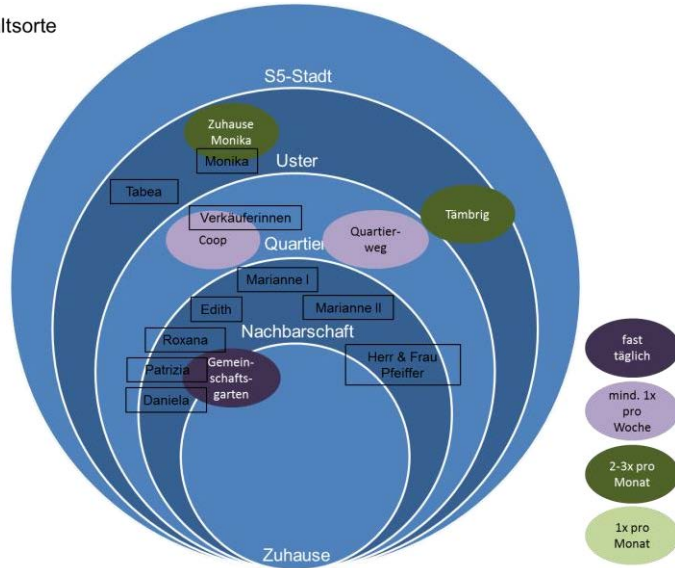 ltsorte
S5-Stadt
Zuhause
Monika
Monika
Uster
Tabea
Verkäuferinnen
Coop
Quartier
Quartier-
weg
Tämbrig
Marianne I
Marianne II
Edith
Nachbarschaft
Roxana
Herr & Frau
Pfeiffer
Patrizia
Gemein-
schafts-
garten
Daniela
Zuhause
fast
täglich
mind. 1x
pro
Woche
2-3x pro
Monat
1x pro
Monat